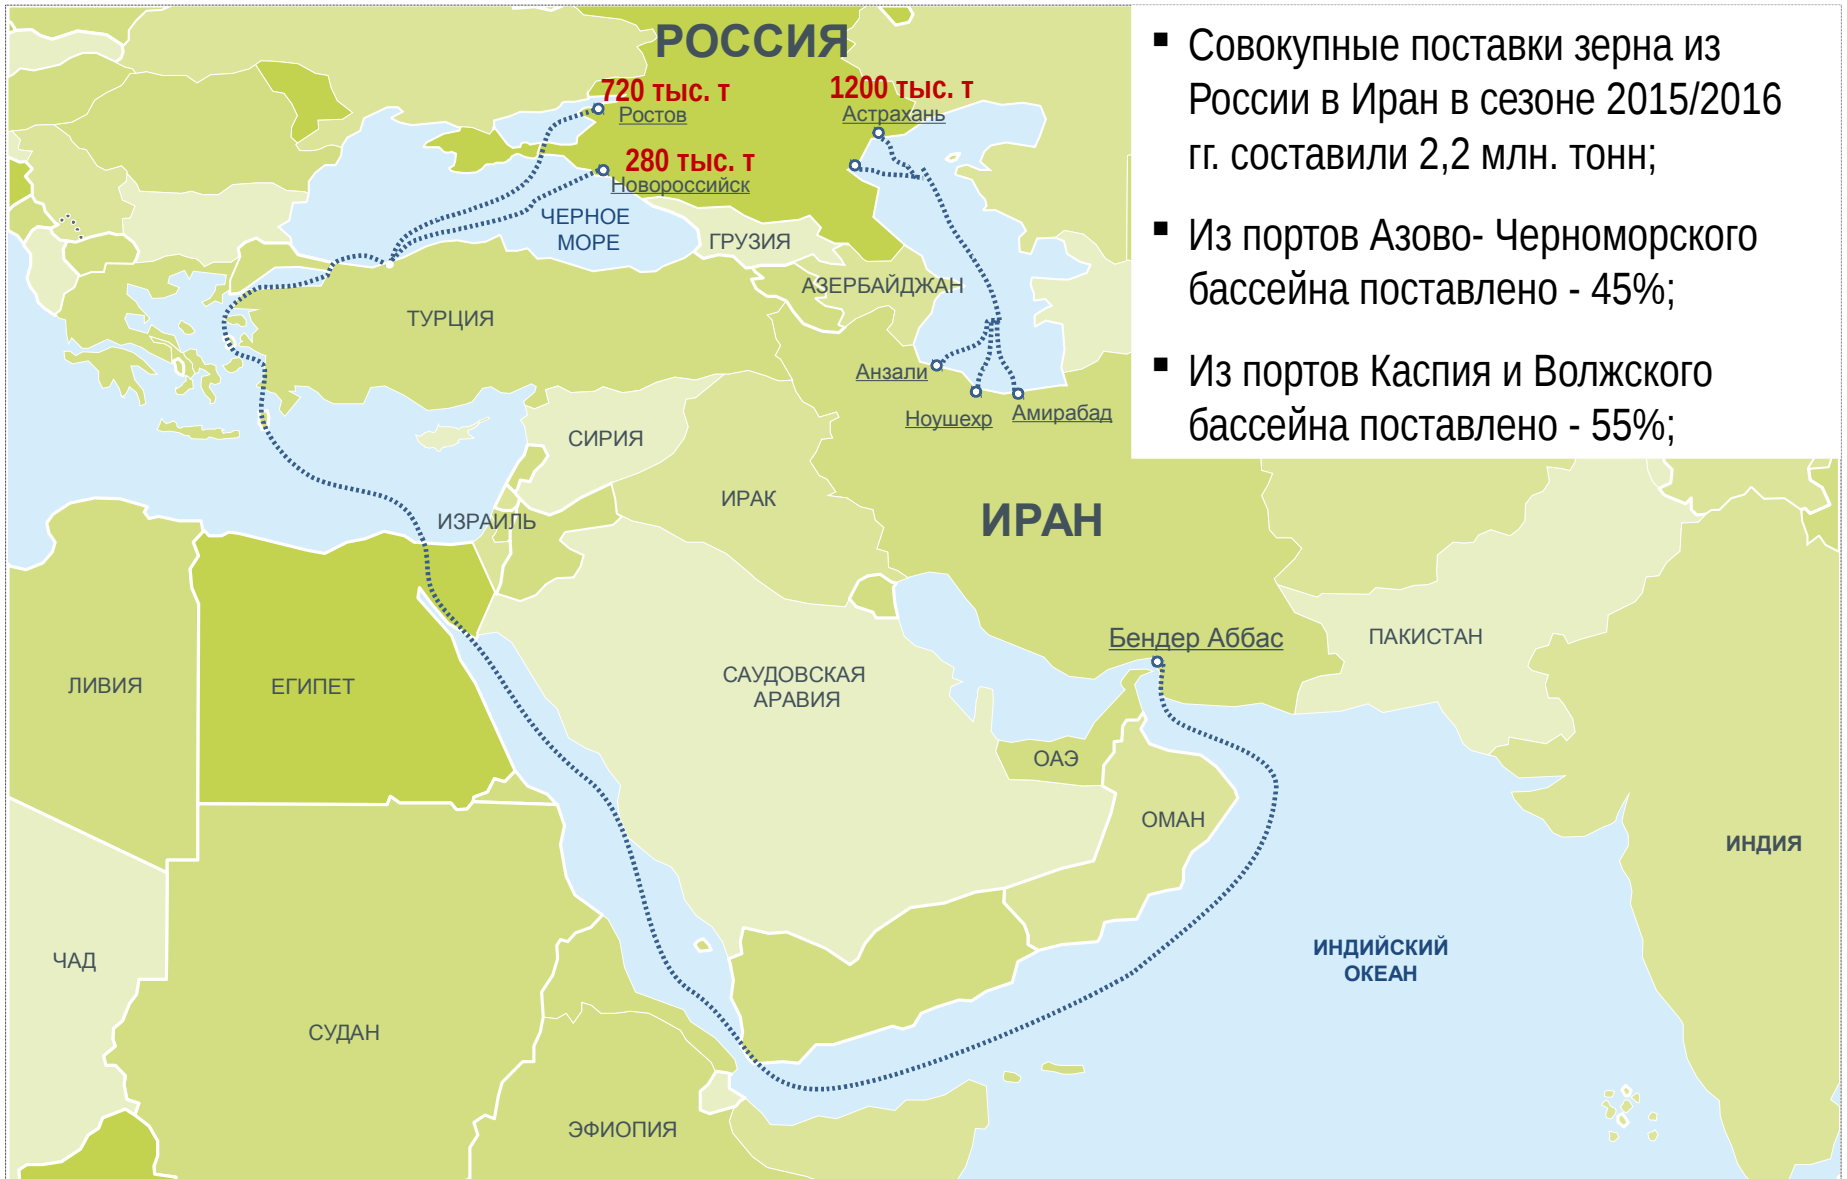 РОССИЯ
720 тыс. т
Ростов
280 тыс. т
Новороссийск
1200 тыс. т
Астрахань
ЧЕРНОЕ
МОРЕ
ГРУЗИЯ
АЗЕРБАЙДЖАН
ТУРЦИЯ
Анзали
Ноушехр
Амирабад
СИРИЯ
ИРАК
ИЗРАИЛЬ
ИРАН
Бендер Аббас
ПАКИСТАН
ЛИВИЯ
ЕГИПЕТ
САУДОВСКАЯ
АРАВИЯ
ОАЭ
ОМАН
ИНДИЯ
ЧАД
СУДАН
ИНДИЙСКИЙ
ОКЕАН
ЭФИОПИЯ
▪ Совокупные поставки зерна из
России в Иран в сезоне 2015/2016
гг. составили 2,2 млн. тонн;
▪ Из портов Азово- Черноморского
бассейна поставлено - 45%;
▪ Из портов Каспия и Волжского
бассейна поставлено - 55%;